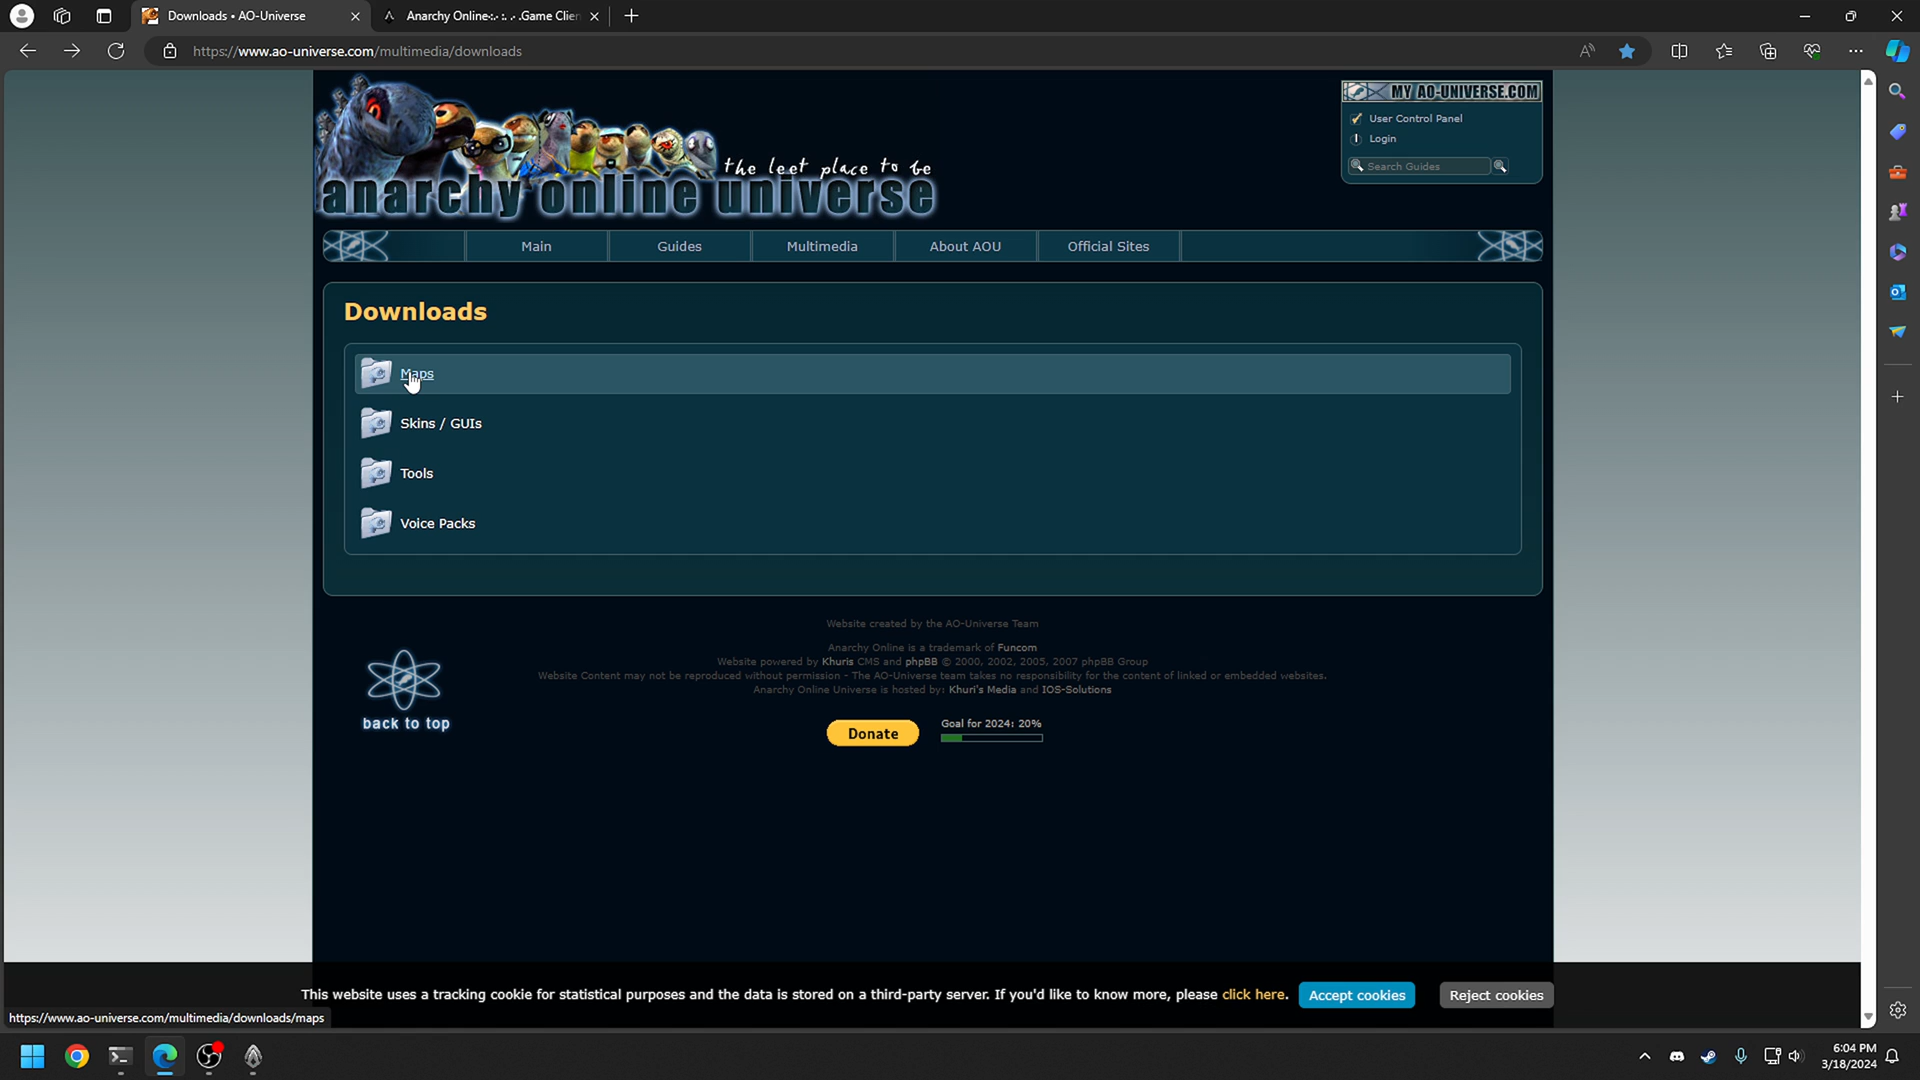 Downloads • AO-Universe
Anarchy Online:.· :. .· .Game Clien
https://www.ao-universe.com/multimedia/downloads
the leet place to be
anarchy online universe
MY AO-UNIVERSE.COM
User Control Panel
Login
Search Guides
Main
Guides
Multimedia
About AOU
Official Sites
Downloads
Maps
Skins / GUIs
Tools
Voice Packs
Website created by the AO-Universe Team
Anarchy Online is a trademark of Funcom
Website powered by Khuris CMS and phpBB © 2000, 2002, 2005, 2007 phpBB Group
Website Content may not be reproduced without permission - The AO-Universe team takes no responsibility for the content of linked or embedded websites.
Anarchy Online Universe is hosted by: Khuri's Media and IOS-Solutions
back to top
Donate
Goal for 2024: 20%
This website uses a tracking cookie for statistical purposes and the data is stored on a third-party server. If you'd like to know more, please click here.
Accept cookies
Reject cookies
https://www.ao-universe.com/multimedia/downloads/maps
6:04 PM
3/18/2024